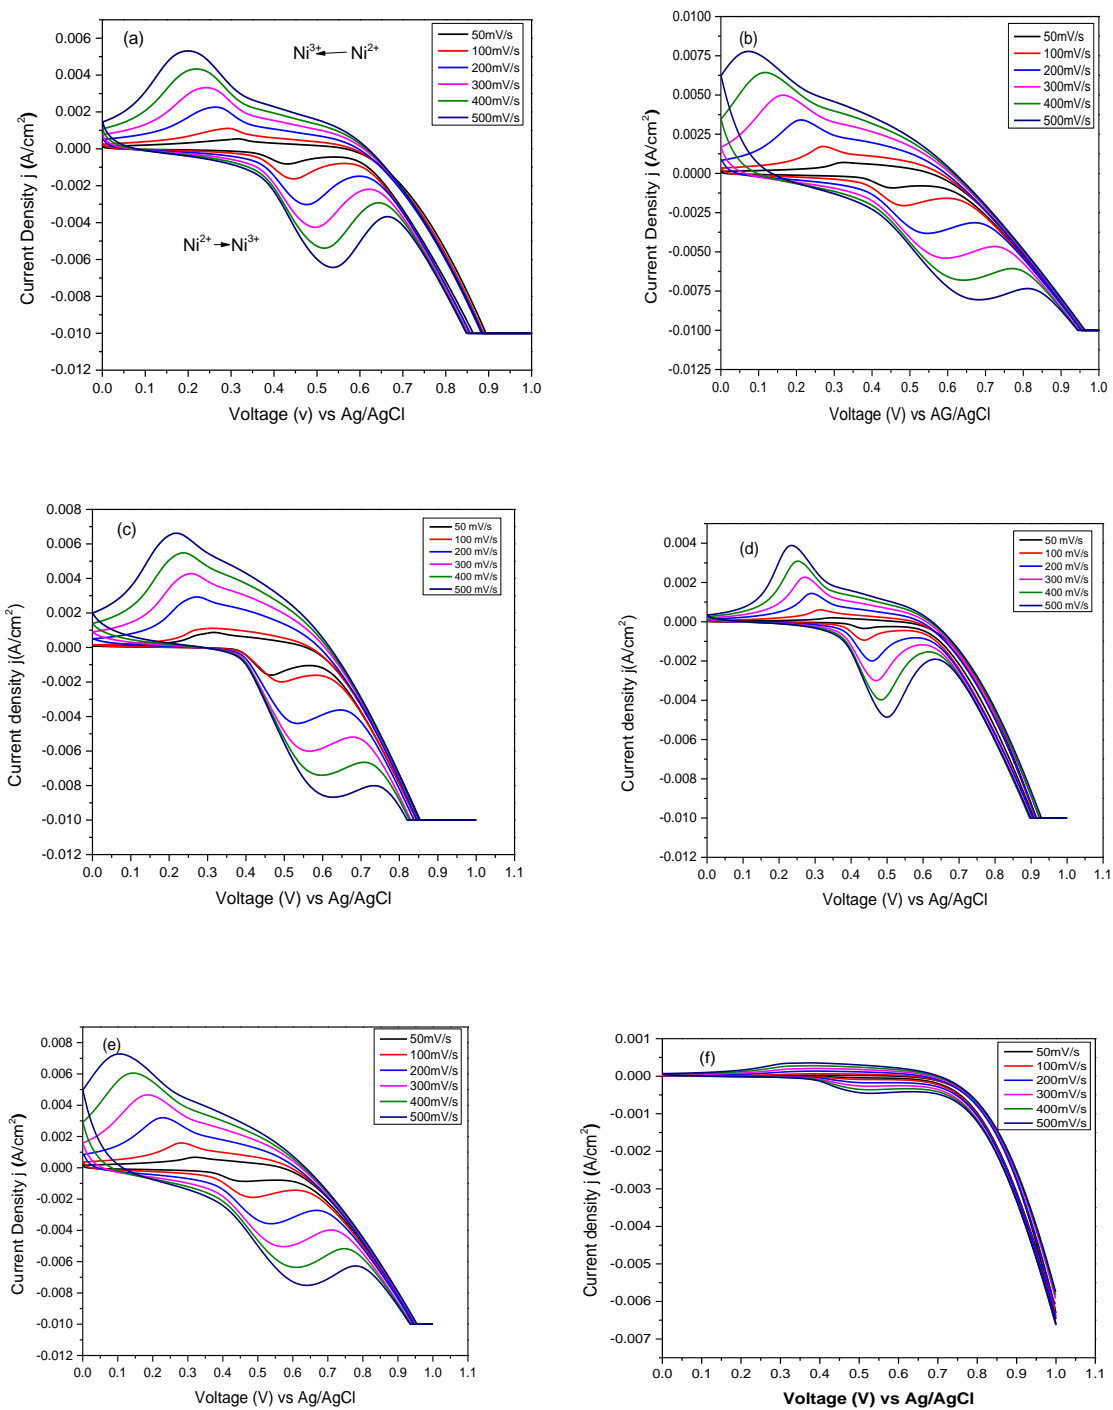 (a)
Ni3+ ← Ni2+
Ni2+ → Ni3+
50mV/s
100mV/s
200mV/s
300mV/s
400mV/s
500mV/s
0.006
0.004
0.002
0.000
-0.002
-0.004
-0.006
-0.008
-0.010
-0.012
0.0 0.1 0.2 0.3 0.4 0.5 0.6 0.7 0.8 0.9 1.0
Current Density j (A/cm2)
Voltage (v) vs Ag/AgCl
(b)
50mV/s
100mV/s
200mV/s
300mV/s
400mV/s
500mV/s
0.0100
0.0075
0.0050
0.0025
0.0000
-0.0025
-0.0050
-0.0075
-0.0100
-0.0125
0.0 0.1 0.2 0.3 0.4 0.5 0.6 0.7 0.8 0.9 1.0
Current Density j (A/cm2)
Voltage (V) vs AG/AgCl
(c)
50 mV/s
100 mV/s
200 mV/s
300 mV/s
400 mV/s
500 mV/s
0.008
0.006
0.004
0.002
0.000
-0.002
-0.004
-0.006
-0.008
-0.010
-0.012
0.0 0.1 0.2 0.3 0.4 0.5 0.6 0.7 0.8 0.9 1.0 1.1
Current density j(A/cm2)
Voltage (V) vs Ag/AgCl
(d)
50 mV/s
100 mV/s
200 mV/s
300 mV/s
400 mV/s
500 mV/s
0.004
0.002
0.000
-0.002
-0.004
-0.006
-0.008
-0.010
-0.012
0.0 0.1 0.2 0.3 0.4 0.5 0.6 0.7 0.8 0.9 1.0 1.1
Current density j(A/cm2)
Voltage (V) vs Ag/AgCl
(e)
50mV/s
100mV/s
200mV/s
300mV/s
400mV/s
500mV/s
0.008
0.006
0.004
0.002
0.000
-0.002
-0.004
-0.006
-0.008
-0.010
-0.012
0.0 0.1 0.2 0.3 0.4 0.5 0.6 0.7 0.8 0.9 1.0 1.1
Current Density j (A/cm2)
Voltage (V) vs Ag/AgCl
(f)
50mV/s
100mV/s
200mV/s
300mV/s
400mV/s
500mV/s
0.001
0.000
-0.001
-0.002
-0.003
-0.004
-0.005
-0.006
-0.007
0.0 0.1 0.2 0.3 0.4 0.5 0.6 0.7 0.8 0.9 1.0 1.1
Current density j (A/cm2)
Voltage (V) vs Ag/AgCl